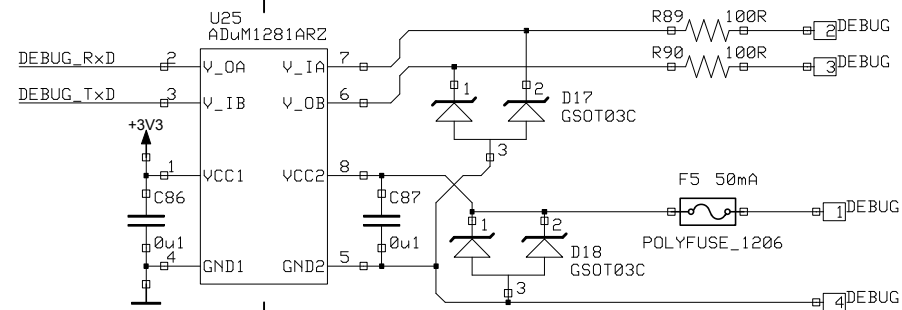 U25
ADuM1281ARZ
R89 100R
2 DEBUG
DEBUG_RxD 2 V_OA V_IA 7
R90 100R
3 DEBUG
DEBUG_TxD 3 V_IB V_OB 6
1 2 D17
GSOT03C
+3V3
3
1 VCC1 VCC2 8
C86 C87
F5 50mA
1 DEBUG
1 2
0u1 0u1 POLYFUSE_1206
D18
4 GND1 GND2 5 GSOT03C
3
4 DEBUG